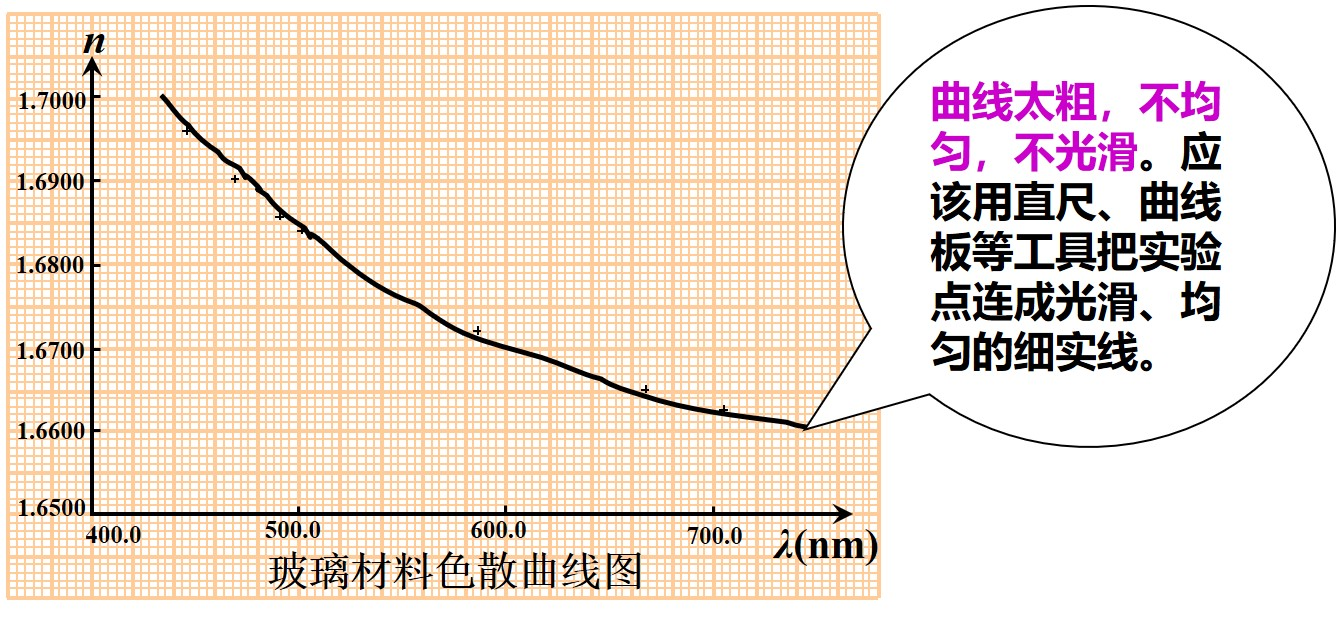 n
1.7000
1.6900
1.6800
1.6700
1.6600
1.6500
400.0
500.0
600.0
700.0
λ(nm)
玻璃材料色散曲线图
曲线太粗，不均
匀，不光滑。应
该用直尺、曲线
板等工具把实验
点连成光滑、均
匀的细实线。